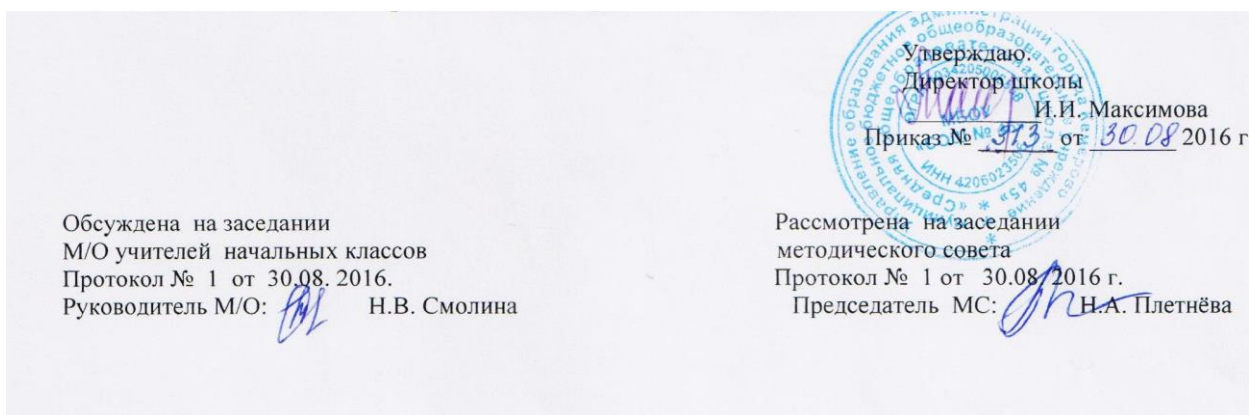 Утверждаю.
Директор школы
И.И. Максимова
Приказ № 313 от 30.08 2016 г
Обсуждена на заседании
М/О учителей начальных классов
Протокол № 1 от 30.08. 2016.
Руководитель М/О: Н.В. Смолина
Рассмотрена на заседании
методического совета
Протокол № 1 от 30.08. 2016 г.
Председатель МС: Н.А. Плетнёва